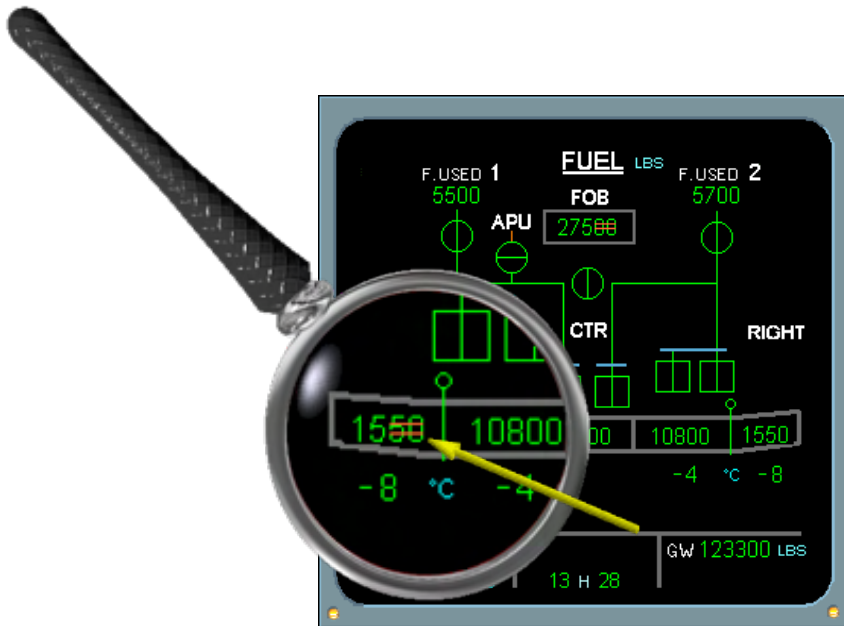 FUEL LBS
F.USED 1 F.USED 2
5500 FOB 5700
APU 27500
CTR RIGHT
1550 10800 00 10800 1550
-8 °C -4 -4 °C -8
GW 123300 LBS
13 H 28